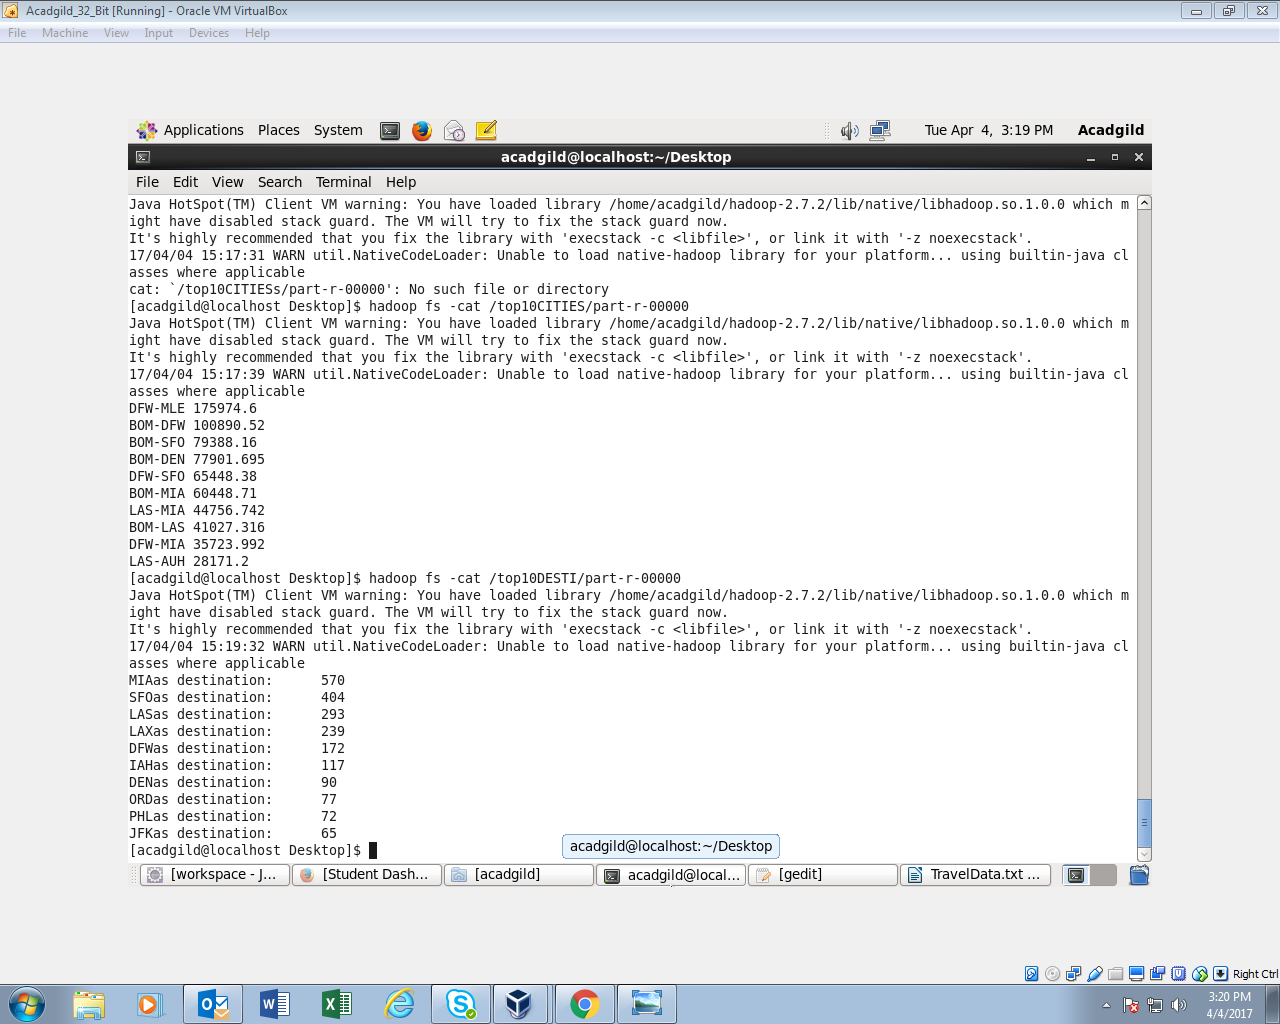 Acadgild_32_Bit [Running] - Oracle VM VirtualBox
File Machine View Input Devices Help
Applications Places System Tue Apr 4, 3:19 PM Acadgild
acadgild@localhost:~/Desktop
File Edit View Search Terminal Help
Java HotSpot(TM) Client VM warning: You have loaded library /home/acadgild/hadoop-2.7.2/lib/native/libhadoop.so.1.0.0 which m
ight have disabled stack guard. The VM will try to fix the stack guard now.
It's highly recommended that you fix the library with 'execstack -c <libfile>', or link it with '-z noexecstack'.
17/04/04 15:17:31 WARN util.NativeCodeLoader: Unable to load native-hadoop library for your platform... using builtin-java cl
asses where applicable
cat: `/top10CITIESs/part-r-00000': No such file or directory
[acadgild@localhost Desktop]$ hadoop fs -cat /top10CITIES/part-r-00000
Java HotSpot(TM) Client VM warning: You have loaded library /home/acadgild/hadoop-2.7.2/lib/native/libhadoop.so.1.0.0 which m
ight have disabled stack guard. The VM will try to fix the stack guard now.
It's highly recommended that you fix the library with 'execstack -c <libfile>', or link it with '-z noexecstack'.
17/04/04 15:17:39 WARN util.NativeCodeLoader: Unable to load native-hadoop library for your platform... using builtin-java cl
asses where applicable
DFW-MLE 175974.6
BOM-DFW 100890.52
BOM-SFO 79388.16
BOM-DEN 77901.695
DFW-SFO 65448.38
BOM-MIA 60448.71
LAS-MIA 44756.742
BOM-LAS 41027.316
DFW-MIA 35723.992
LAS-AUH 28171.2
[acadgild@localhost Desktop]$ hadoop fs -cat /top10DESTI/part-r-00000
Java HotSpot(TM) Client VM warning: You have loaded library /home/acadgild/hadoop-2.7.2/lib/native/libhadoop.so.1.0.0 which m
ight have disabled stack guard. The VM will try to fix the stack guard now.
It's highly recommended that you fix the library with 'execstack -c <libfile>', or link it with '-z noexecstack'.
17/04/04 15:19:32 WARN util.NativeCodeLoader: Unable to load native-hadoop library for your platform... using builtin-java cl
asses where applicable
MIAas destination: 570
SFOas destination: 404
LASas destination: 293
LAXas destination: 239
DFWas destination: 172
IAHas destination: 117
DENas destination: 90
ORDas destination: 77
PHLas destination: 72
JFKas destination: 65
[acadgild@localhost Desktop]$
acadgild@localhost:~/Desktop
[workspace - J... [Student Dash... [acadgild] acadgild@local... [gedit] TravelData.txt ...
Right Ctrl
3:20 PM
4/4/2017